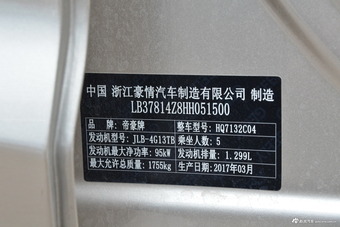 中国 浙江豪情汽车制造有限公司 制造
LB37814Z8HH051500
品 牌: 帝豪牌 整车型号: HQ7132C04
发动机型号: JLB-4G13TB 乘坐人数: 5
发动机最大净功率: 95kW 发动机排量: 1.299L
最大允许总质量: 1755kg 生产日期: 2017年03月